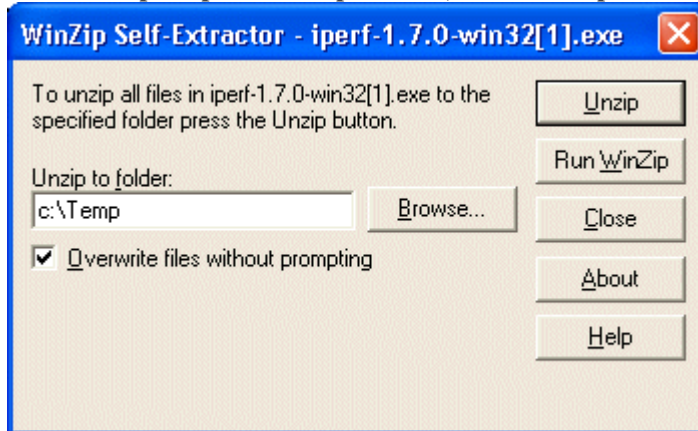 WinZip Self-Extractor - iperf-1.7.0-win32[1].exe
To unzip all files in iperf-1.7.0-win32[1].exe to the
specified folder press the Unzip button.
Unzip to folder:
c:\Temp
Browse...
Overwrite files without prompting
Unzip
Run WinZip
Close
About
Help